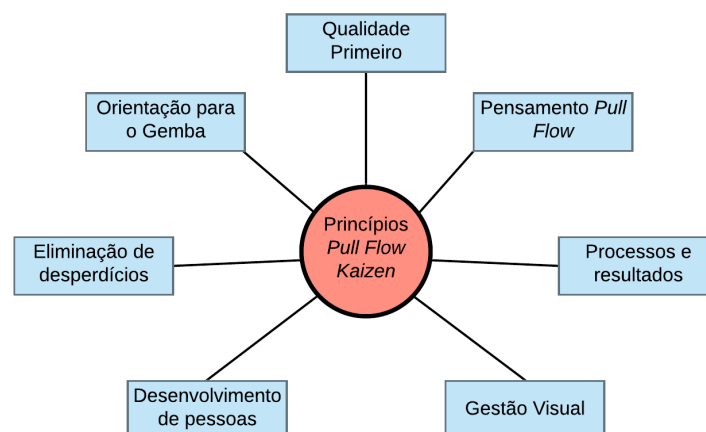 Qualidade
Primeiro
Orientação para
o Gemba
Pensamento Pull
Flow
Princípios
Pull Flow
Kaizen
Eliminação de
desperdícios
Processos e
resultados
Desenvolvimento
de pessoas
Gestão Visual